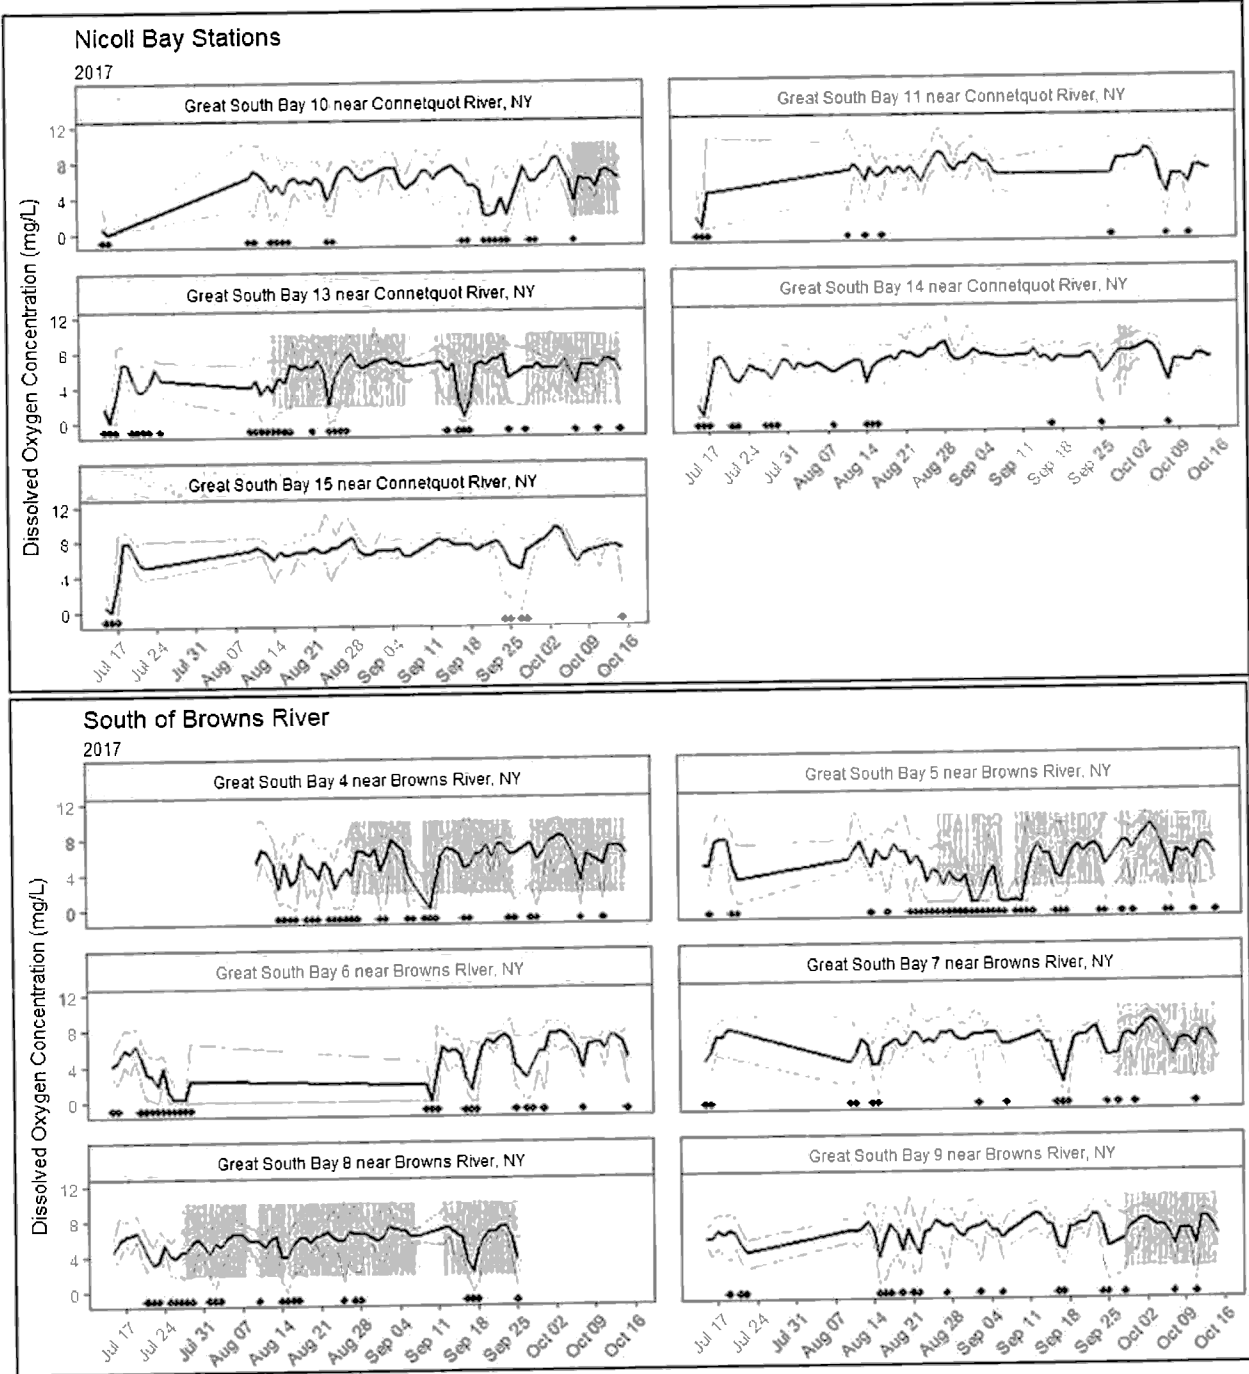 Nicoll Bay Stations
2017
Great South Bay 10 near Connetquot River, NY
Great South Bay 11 near Connetquot River, NY
12
8
4
0
Great South Bay 13 near Connetquot River, NY
Great South Bay 14 near Connetquot River, NY
12
8
4
0
Jul 17 Jul 24 Jul 31 Aug 07 Aug 14 Aug 21 Aug 28 Sep 04 Sep 11 Sep 18 Sep 25 Oct 02 Oct 09 Oct 16
Great South Bay 15 near Connetquot River, NY
12
8
4
0
Jul 17 Jul 24 Jul 31 Aug 07 Aug 14 Aug 21 Aug 28 Sep 04 Sep 11 Sep 18 Sep 25 Oct 02 Oct 09 Oct 16
Dissolved Oxygen Concentration (mg/L)
South of Browns River
2017
Great South Bay 4 near Browns River, NY
Great South Bay 5 near Browns River, NY
12
8
4
0
Great South Bay 6 near Browns River, NY
Great South Bay 7 near Browns River, NY
12
8
4
0
Great South Bay 8 near Browns River, NY
Great South Bay 9 near Browns River, NY
12
8
4
0
Jul 17 Jul 24 Jul 31 Aug 07 Aug 14 Aug 21 Aug 28 Sep 04 Sep 11 Sep 18 Sep 25 Oct 02 Oct 09 Oct 16
Jul 17 Jul 24 Jul 31 Aug 07 Aug 14 Aug 21 Aug 28 Sep 04 Sep 11 Sep 18 Sep 25 Oct 02 Oct 09 Oct 16
Dissolved Oxygen Concentration (mg/L)